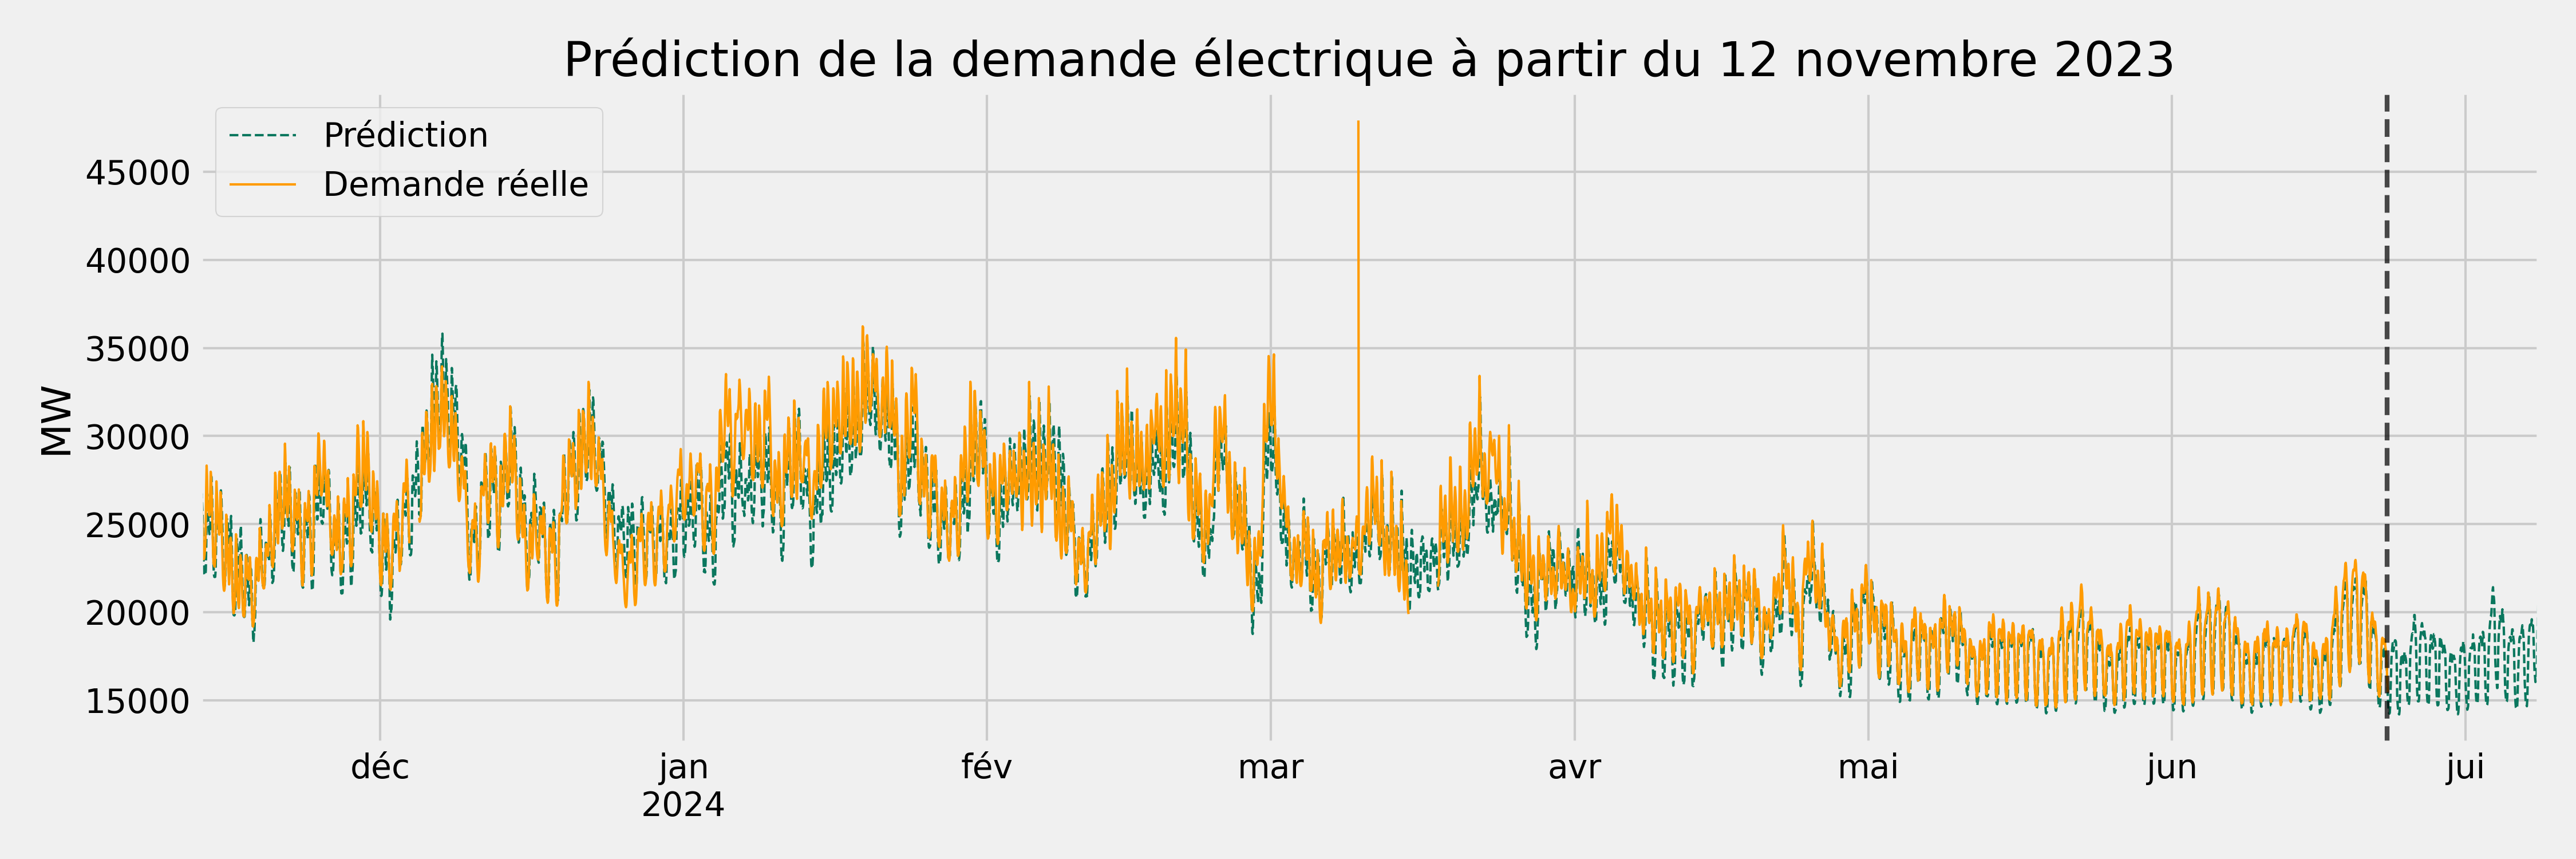 Prédiction de la demande électrique à partir du 12 novembre 2023
Prédiction
Demande réelle
45000
40000
35000
30000
25000
20000
15000
MW
déc
jan
fév
mar
avr
mai
jun
jui
2024